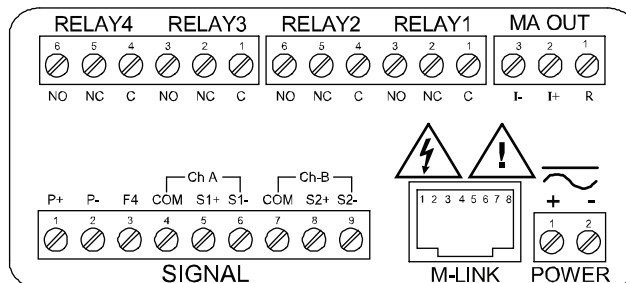 RELAY4 RELAY3 RELAY2 RELAY1 MA OUT
6 5 4 3 2 1 6 5 4 3 2 1 3 2 1
NO NC C NO NC C NO NC C NO NC C I- I+ R
Ch A Ch-B
P+ P- F4 COM S1+ S1- COM S2+ S2-
+ -
1 2 3 4 5 6 7 8 9
1 2 3 4 5 6 7 8
1 2
SIGNAL M-LINK POWER